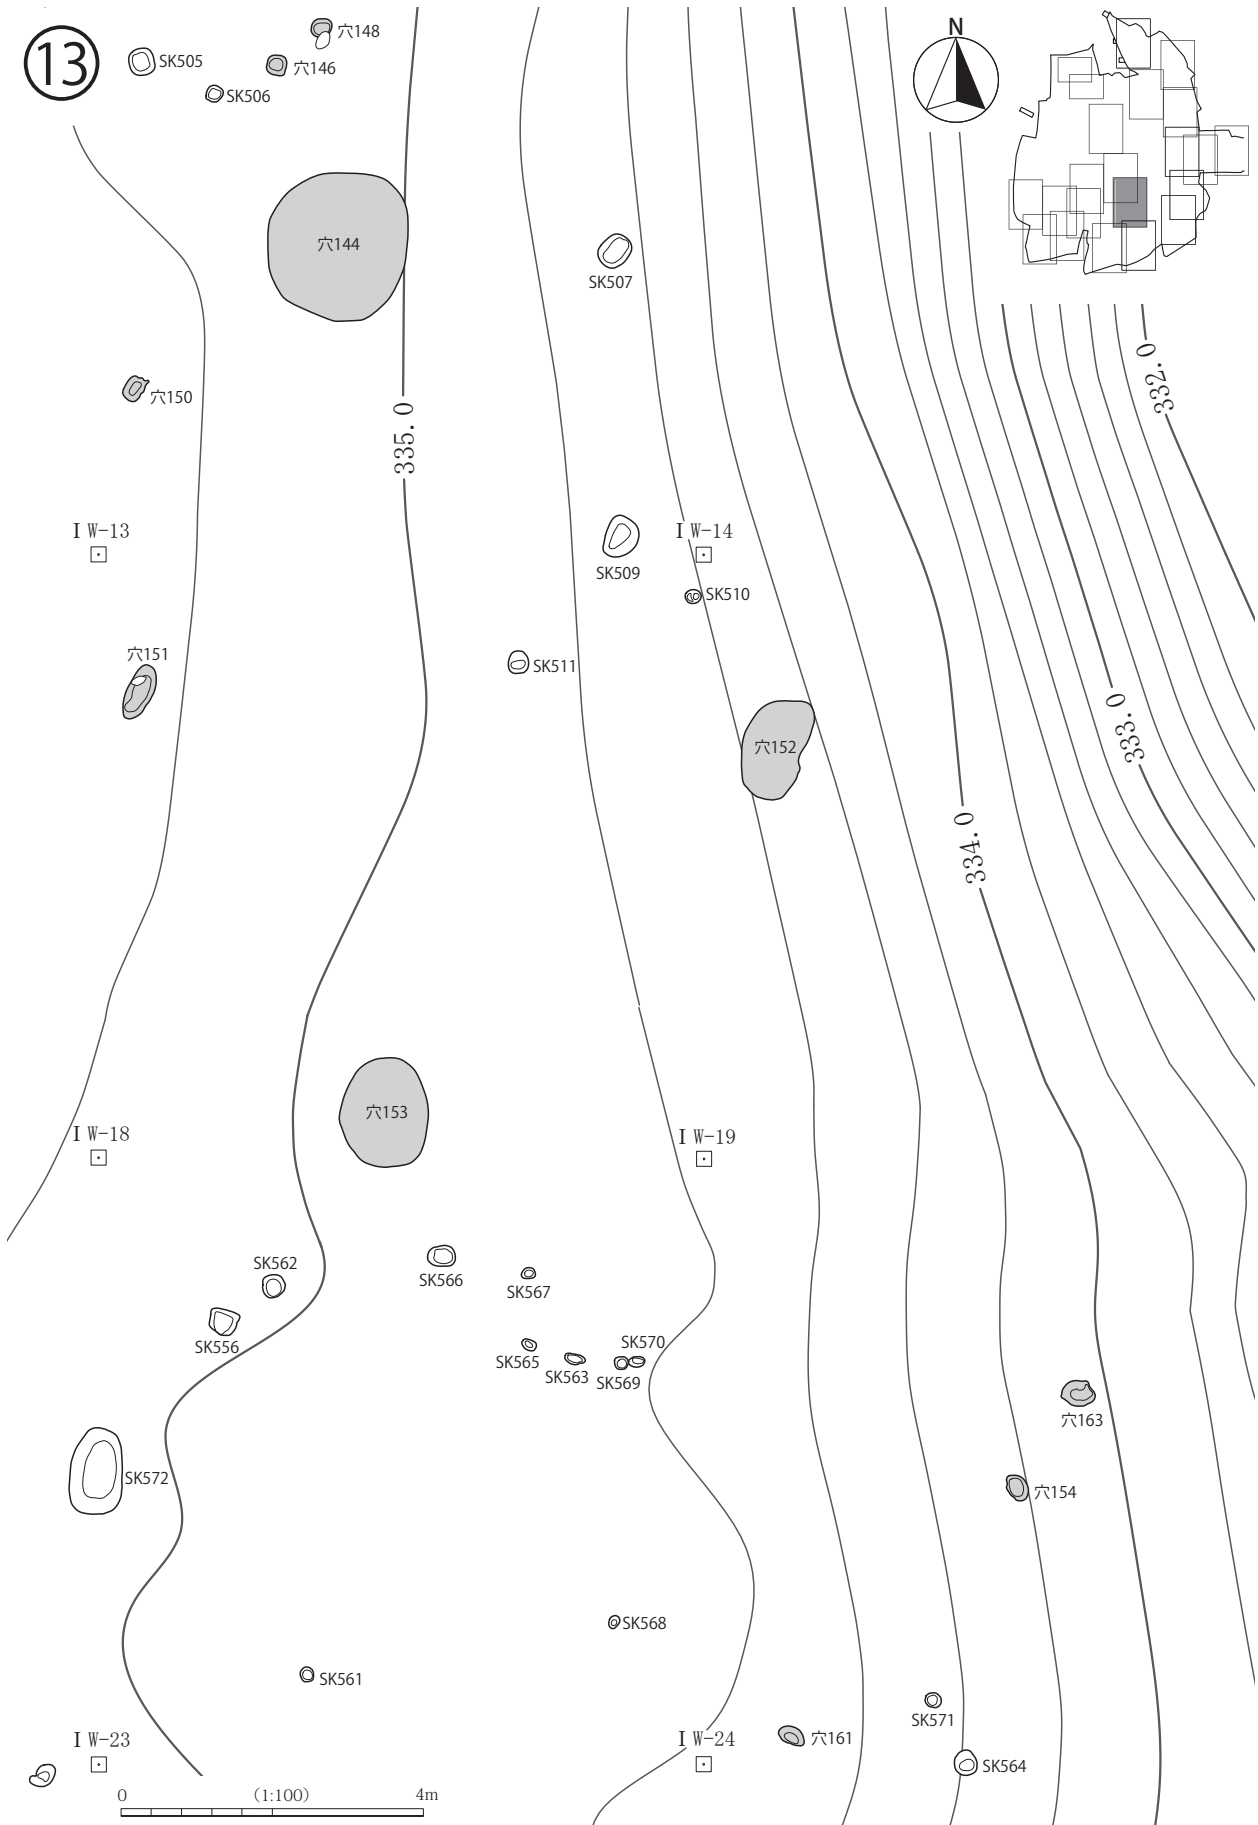 ⑬
N
穴148
SK505
穴146
SK506
穴144
SK507
332.0
穴150
335.0
I W-13
I W-14
SK509
SK510
穴151
SK511
333.0
穴152
334.0
穴153
I W-18
I W-19
SK562
SK566
SK567
SK556
SK570
SK565
SK563
SK569
穴163
SK572
穴154
SK568
SK561
SK571
I W-23
I W-24
穴161
SK564
0 (1:100) 4m